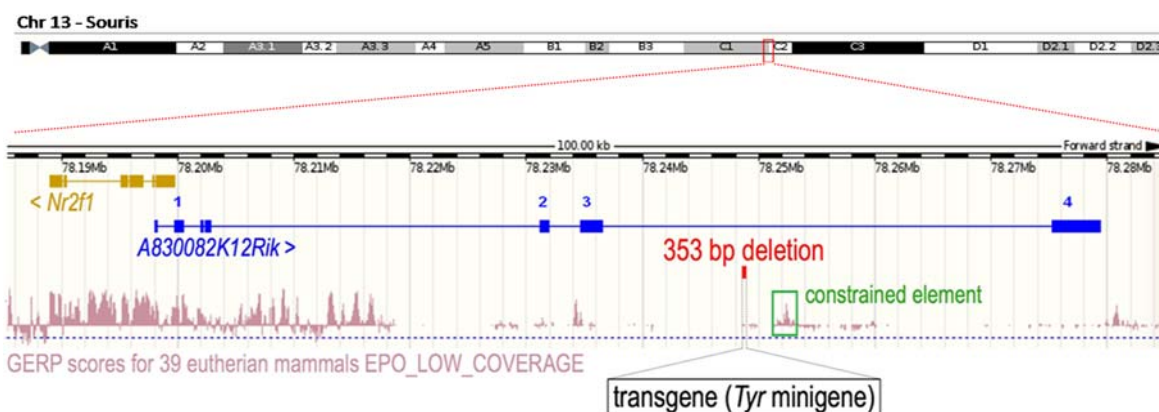 Chr 13 - Souris
A1 A2 A3.1 A3.2 A3.3 A4 A5 B1 B2 B3 C1 C2 C3 D1 D2.1 D2.2 D2.3
100.00 kb Forward strand
78.19Mb 78.20Mb 78.21Mb 78.22Mb 78.23Mb 78.24Mb 78.25Mb 78.26Mb 78.27Mb 78.28Mb
< Nr2f1 1 2 3 4
A830082K12Rik >
353 bp deletion
constrained element
GERP scores for 39 eutherian mammals EPO_LOW_COVERAGE
transgene (Tyr minigene)